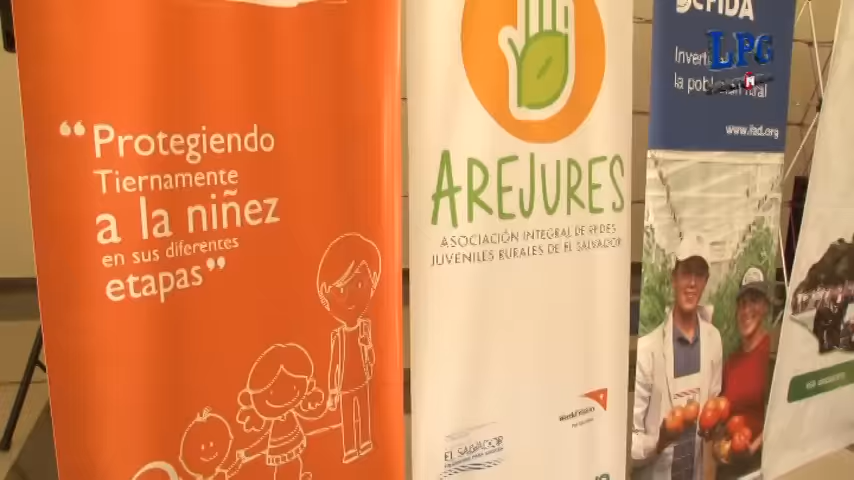 “Protegiendo
Tiernamente
a la niñez
en sus diferentes
etapas”
AREJURES
ASOCIACIÓN INTEGRAL DE REDES
JUVENILES RURALES DE EL SALVADOR
EL SALVADOR
World Vision
FIDA
LPG
la población rural
www.ifad.org